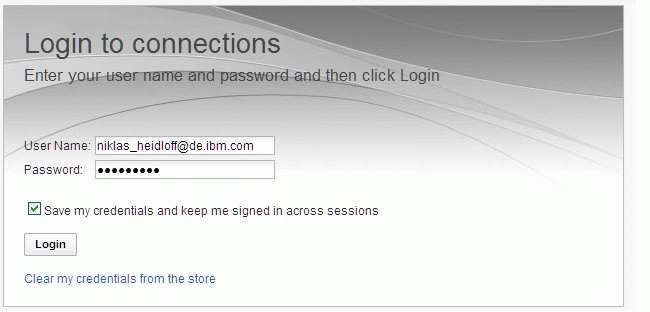 Login to connections
Enter your user name and password and then click Login
User Name: niklas_heidloff@de.ibm.com
Password: ●●●●●●●●●
Save my credentials and keep me signed in across sessions
Login
Clear my credentials from the store